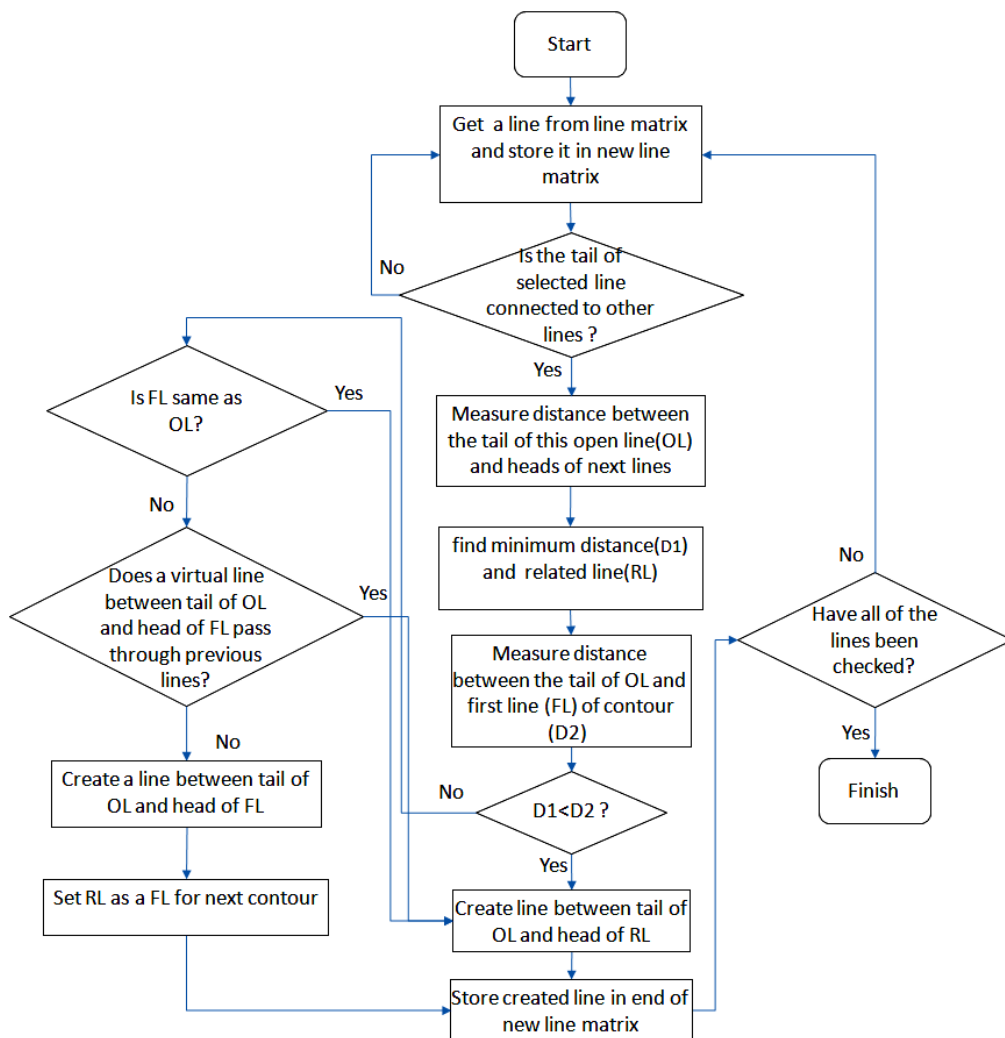 Start
Get a line from line matrix
and store it in new line
matrix
Is the tail of
selected line
connected to other
lines ?
No
Yes
Measure distance between
the tail of this open line(OL)
and heads of next lines
find minimum distance(D1)
and related line(RL)
Measure distance
between the tail of OL and
first line (FL) of contour
(D2)
D1<D2 ?
No
Yes
Create line between tail of
OL and head of RL
Store created line in end of
new line matrix
Is FL same as
OL?
Yes
No
Does a virtual line
between tail of OL
and head of FL pass
through previous
lines?
Yes
No
Create a line between tail of
OL and head of FL
Set RL as a FL for next contour
No
Have all of the
lines been
checked?
Yes
Finish